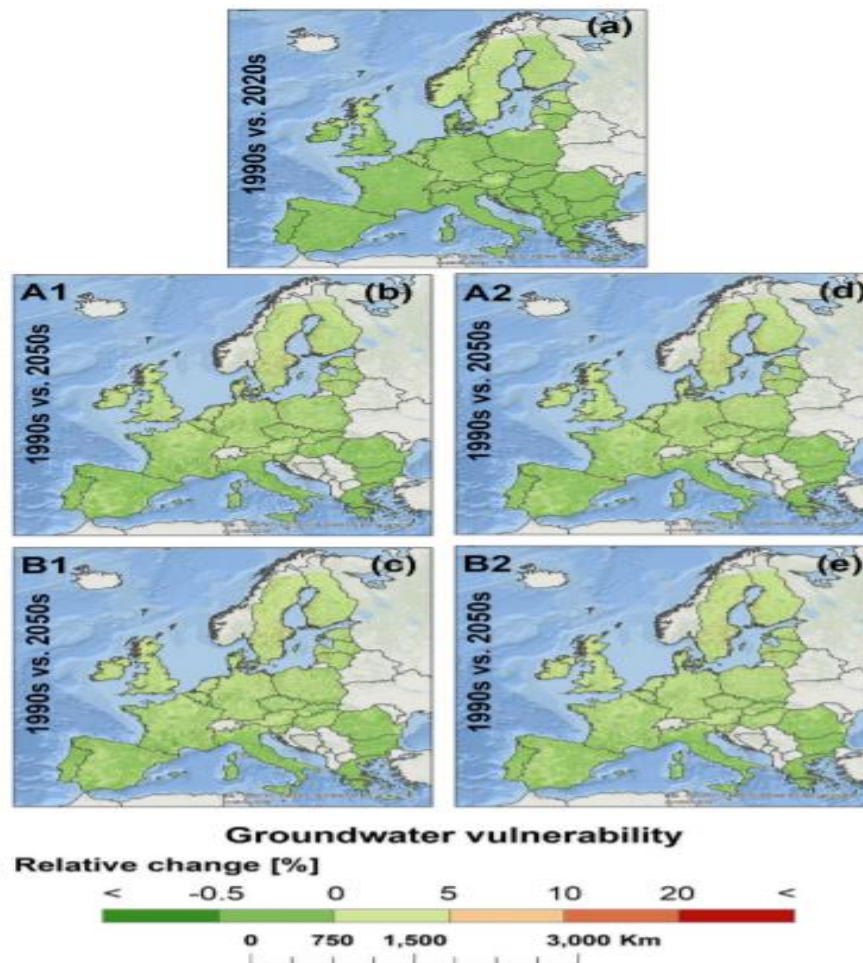 (a)
1990s vs. 2020s
A1
(b)
1990s vs. 2050s
A2
(d)
1990s vs. 2050s
B1
(c)
1990s vs. 2050s
B2
(e)
1990s vs. 2050s
Groundwater vulnerability
Relative change [%]
< -0.5 0 5 10 20 <
0 750 1,500 3,000 Km